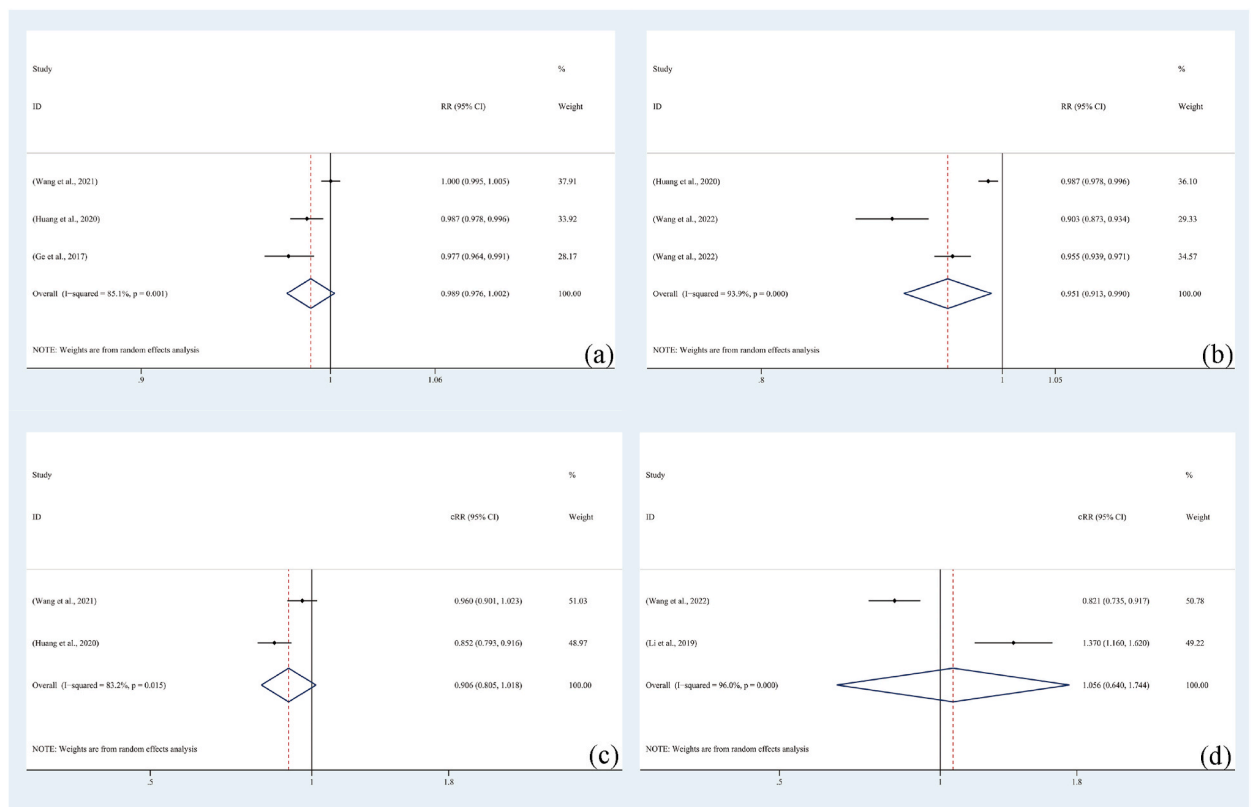 Study %
ID RR (95% CI) Weight
(Wang et al., 2021) 1.000 (0.995, 1.005) 37.91
(Huang et al., 2020) 0.987 (0.978, 0.996) 33.92
(Ge et al., 2017) 0.977 (0.964, 0.991) 28.17
Overall (I−squared = 85.1%, p = 0.001) 0.989 (0.976, 1.002) 100.00
NOTE: Weights are from random effects analysis
(a)
.9 1 1.06
Study %
ID RR (95% CI) Weight
(Huang et al., 2020) 0.987 (0.978, 0.996) 36.10
(Wang et al., 2022) 0.903 (0.873, 0.934) 29.33
(Wang et al., 2022) 0.955 (0.939, 0.971) 34.57
Overall (I−squared = 93.9%, p = 0.000) 0.951 (0.913, 0.990) 100.00
NOTE: Weights are from random effects analysis
(b)
.8 1 1.05
Study %
ID cRR (95% CI) Weight
(Wang et al., 2021) 0.960 (0.901, 1.023) 51.03
(Huang et al., 2020) 0.852 (0.793, 0.916) 48.97
Overall (I−squared = 83.2%, p = 0.015) 0.906 (0.805, 1.018) 100.00
NOTE: Weights are from random effects analysis
(c)
.5 1 1.8
Study %
ID cRR (95% CI) Weight
(Wang et al., 2022) 0.821 (0.735, 0.917) 50.78
(Li et al., 2019) 1.370 (1.160, 1.620) 49.22
Overall (I−squared = 96.0%, p = 0.000) 1.056 (0.640, 1.744) 100.00
NOTE: Weights are from random effects analysis
(d)
.5 1 1.8